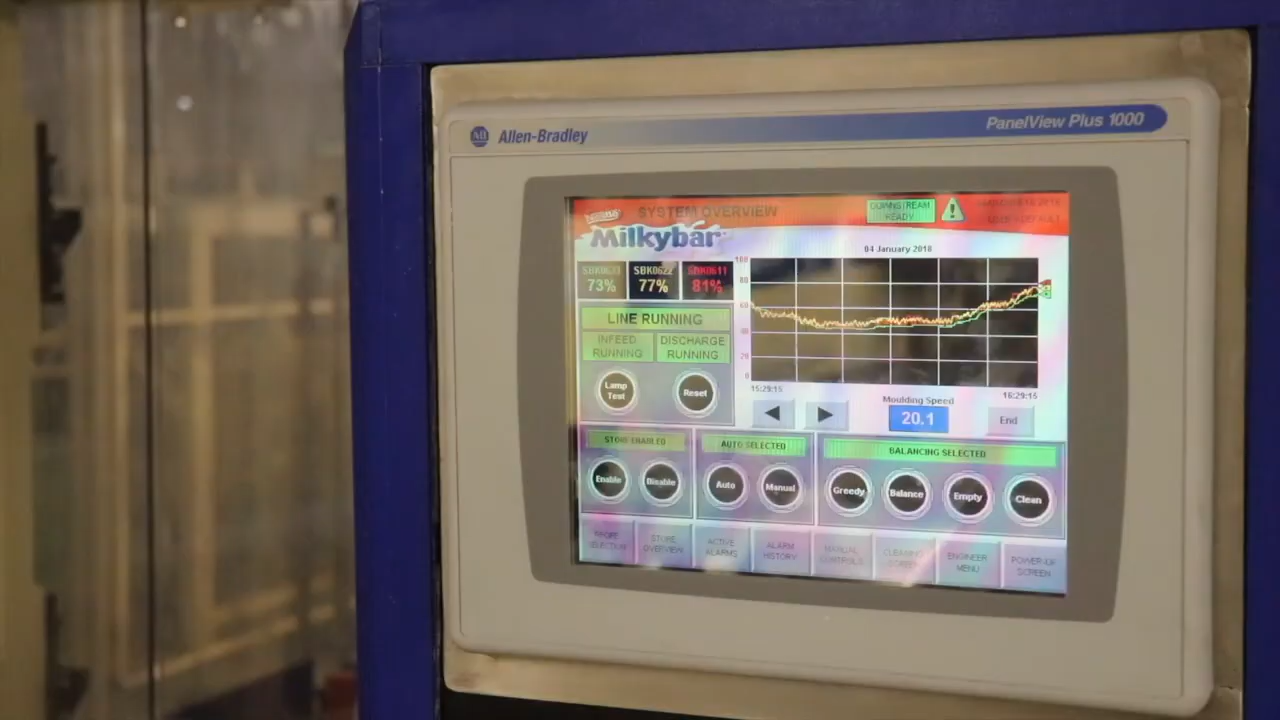 Allen-Bradley
PanelView Plus 1000
Nestlé
SYSTEM OVERVIEW
DOWNSTREAM
READY
Milkybar
04 January 2018
SBK0622
SBK0611
73%
77%
81%
100
80
60
40
20
0
LINE RUNNING
INFEED
RUNNING
DISCHARGE
RUNNING
Lamp
Test
Reset
15:29:15
16:29:15
Moulding Speed
20.1
End
STORE ENABLED
AUTO SELECTED
BALANCING SELECTED
Enable
Disable
Auto
Manual
Greedy
Balance
Empty
Clean
SELECTION
STORE
OVERVIEW
ACTIVE
ALARMS
ALARM
HISTORY
MANUAL
CONTROLS
CLEANING
SCREEN
ENGINEER
MENU
SCREEN